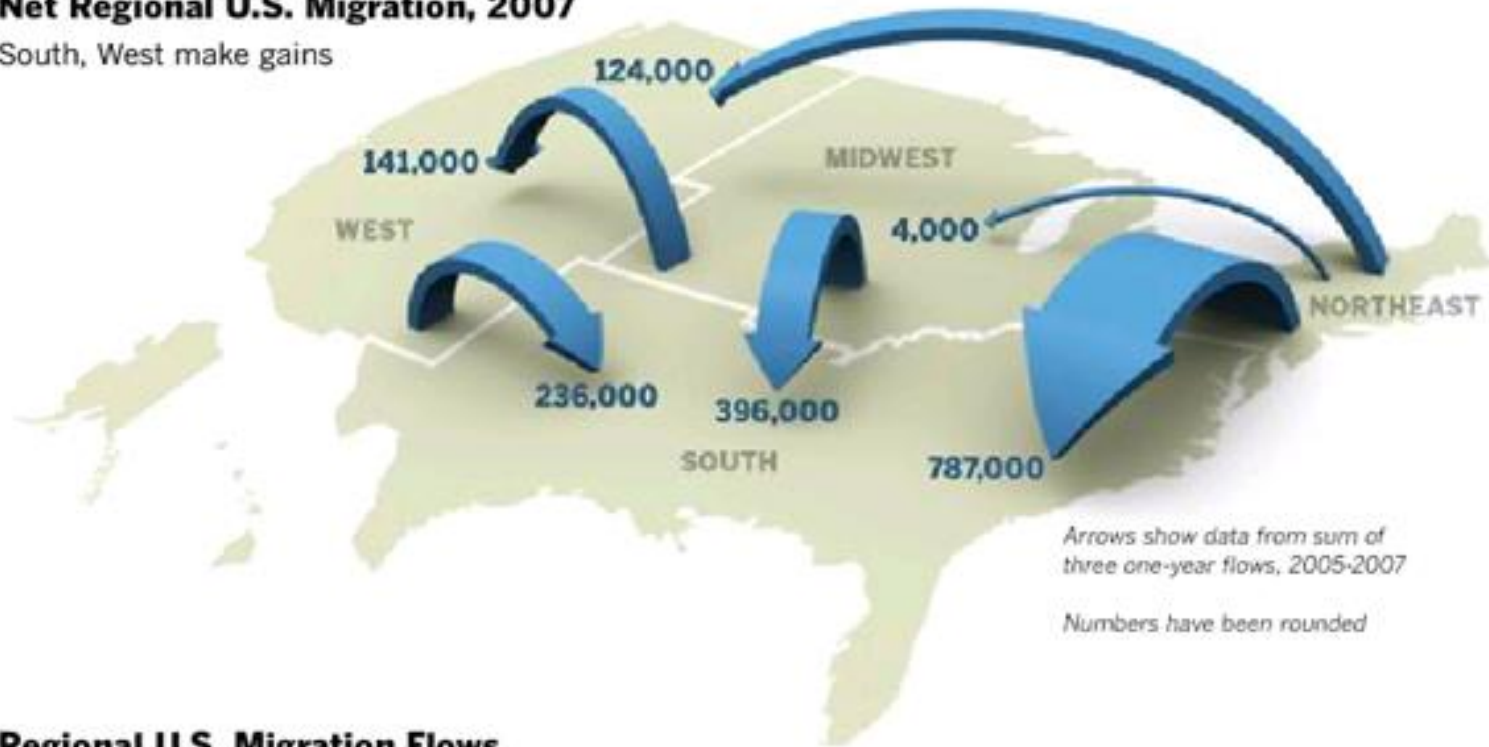 Net Regional U.S. Migration, 2007
South, West make gains
124,000
141,000
MIDWEST
WEST
4,000
NORTHEAST
236,000
396,000
SOUTH
787,000
Arrows show data from sum of
three one-year flows, 2005-2007
Numbers have been rounded
Regional U.S. Migration Flows